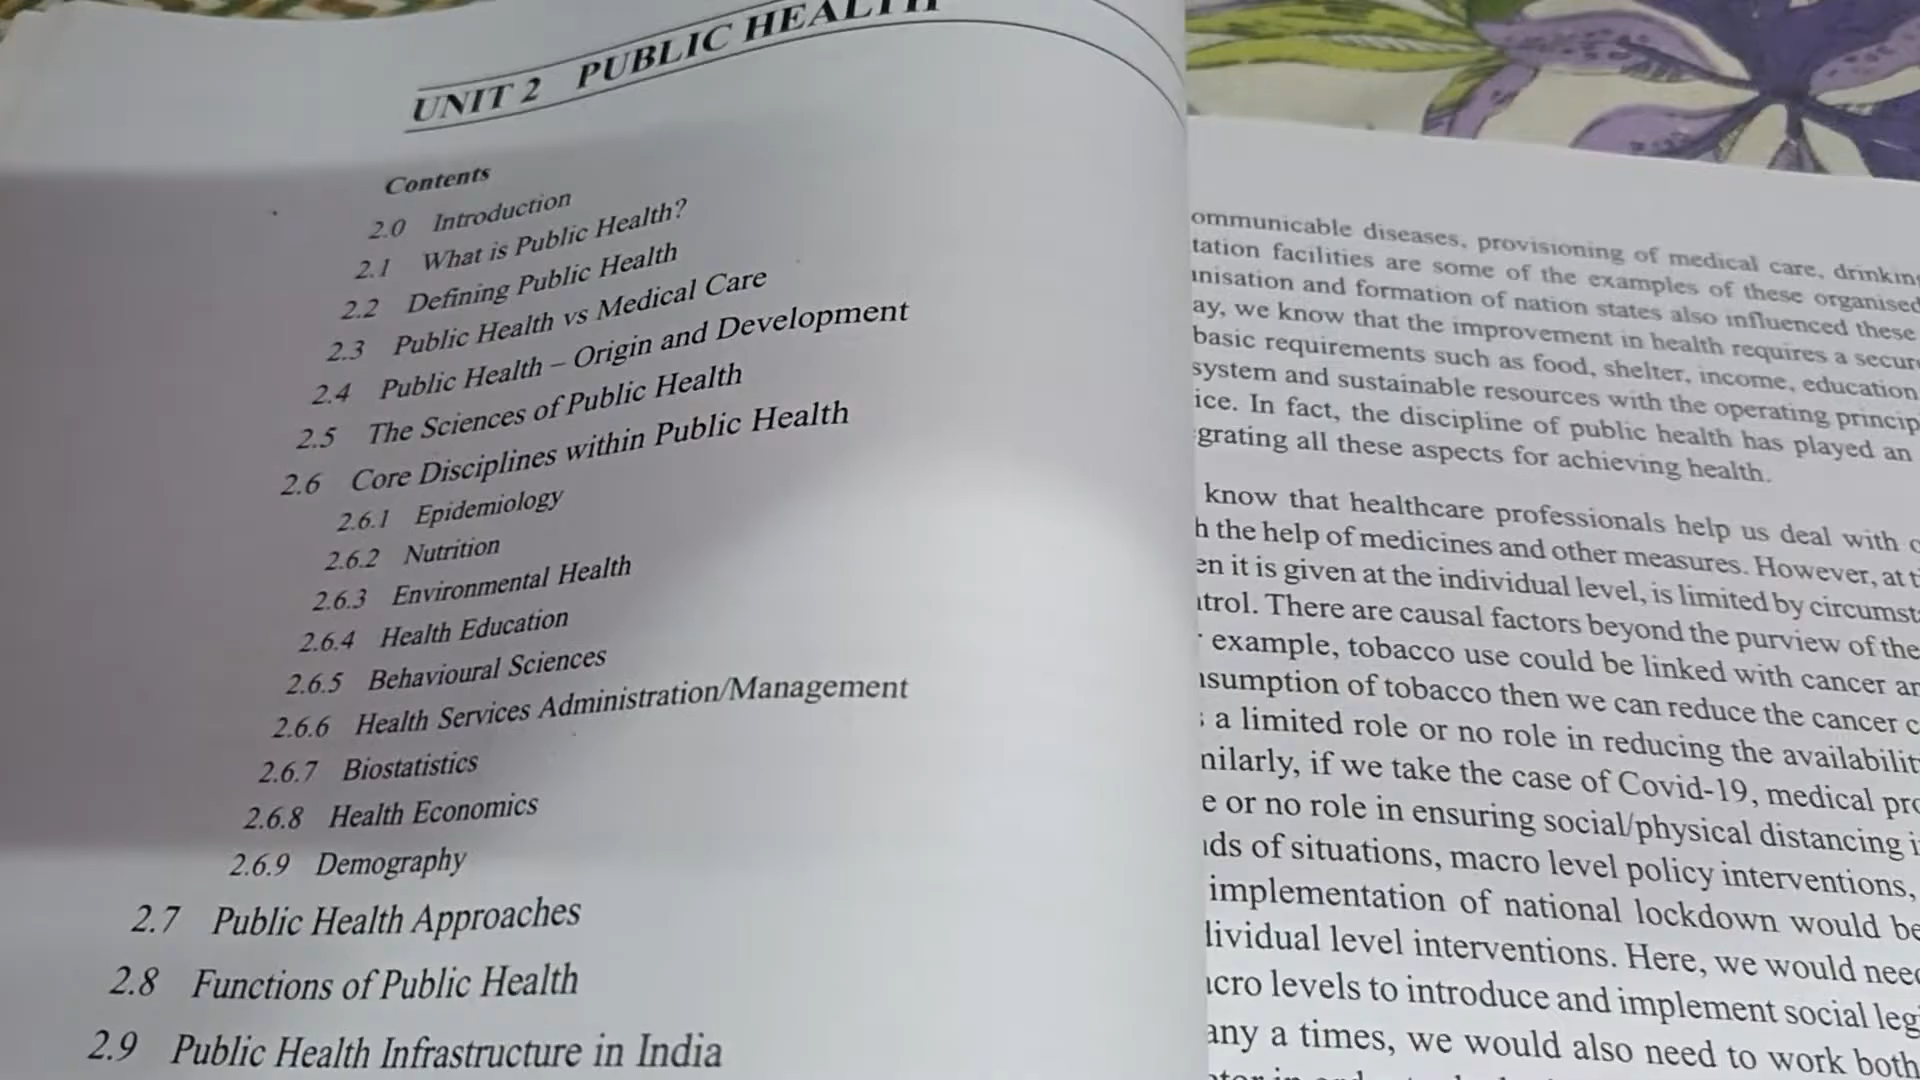 UNIT 2 PUBLIC HEALTH
Contents
2.0 Introduction
2.1 What is Public Health?
2.2 Defining Public Health
2.3 Public Health vs Medical Care
2.4 Public Health – Origin and Development
2.5 The Sciences of Public Health
2.6 Core Disciplines within Public Health
2.6.1 Epidemiology
2.6.2 Nutrition
2.6.3 Environmental Health
2.6.4 Health Education
2.6.5 Behavioural Sciences
2.6.6 Health Services Administration/Management
2.6.7 Biostatistics
2.6.8 Health Economics
2.6.9 Demography
2.7 Public Health Approaches
2.8 Functions of Public Health
2.9 Public Health Infrastructure in India
ommunicable diseases, provisioning of medical care, drinking
tation facilities are some of the examples of these organised
nisation and formation of nation states also influenced these
ay, we know that the improvement in health requires a secure
basic requirements such as food, shelter, income, education,
system and sustainable resources with the operating princip
ice. In fact, the discipline of public health has played an
grating all these aspects for achieving health.
know that healthcare professionals help us deal with
h the help of medicines and other measures. However, at t
en it is given at the individual level, is limited by circumst
ntrol. There are causal factors beyond the purview of the
example, tobacco use could be linked with cancer an
nsumption of tobacco then we can reduce the cancer c
a limited role or no role in reducing the availabilit
milarly, if we take the case of Covid-19, medical pro
e or no role in ensuring social/physical distancing i
nds of situations, macro level policy interventions,
implementation of national lockdown would be
dividual level interventions. Here, we would need
acro levels to introduce and implement social leg
any a times, we would also need to work both